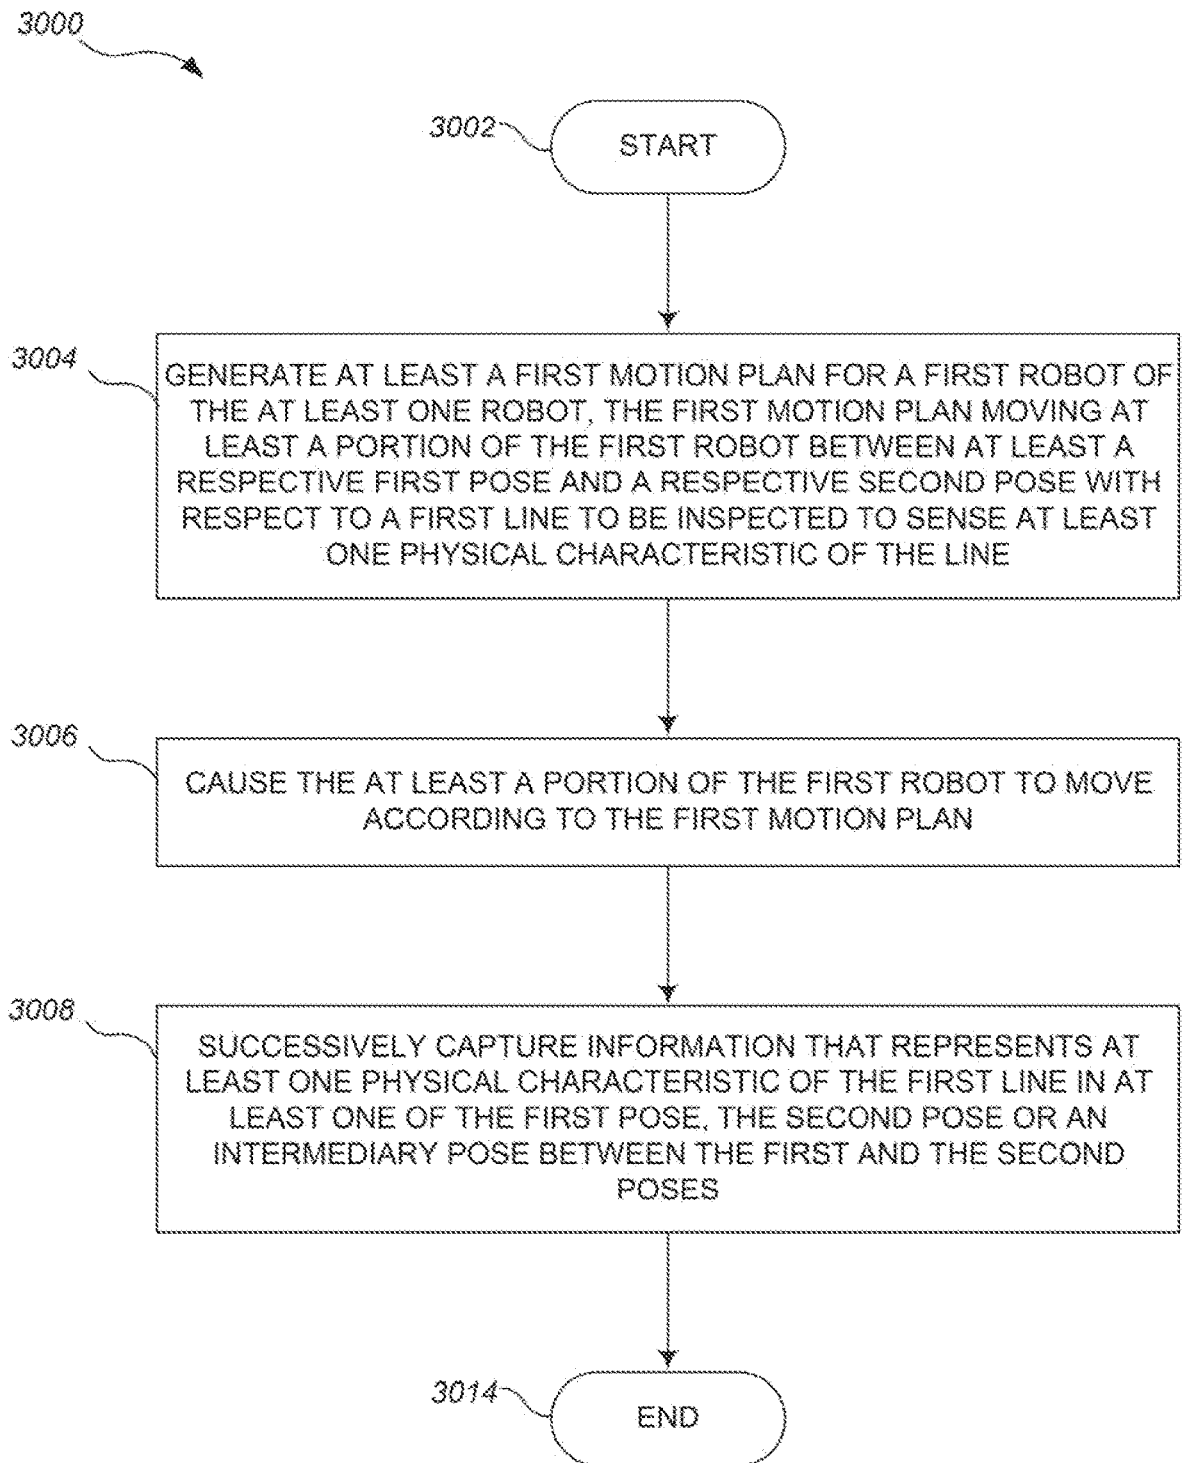 3000
3002
START
3004
GENERATE AT LEAST A FIRST MOTION PLAN FOR A FIRST ROBOT OF
THE AT LEAST ONE ROBOT, THE FIRST MOTION PLAN MOVING AT
LEAST A PORTION OF THE FIRST ROBOT BETWEEN AT LEAST A
RESPECTIVE FIRST POSE AND A RESPECTIVE SECOND POSE WITH
RESPECT TO A FIRST LINE TO BE INSPECTED TO SENSE AT LEAST
ONE PHYSICAL CHARACTERISTIC OF THE LINE
3006
CAUSE THE AT LEAST A PORTION OF THE FIRST ROBOT TO MOVE
ACCORDING TO THE FIRST MOTION PLAN
3008
SUCCESSIVELY CAPTURE INFORMATION THAT REPRESENTS AT
LEAST ONE PHYSICAL CHARACTERISTIC OF THE FIRST LINE IN AT
LEAST ONE OF THE FIRST POSE, THE SECOND POSE OR AN
INTERMEDIARY POSE BETWEEN THE FIRST AND THE SECOND
POSES
3014
END